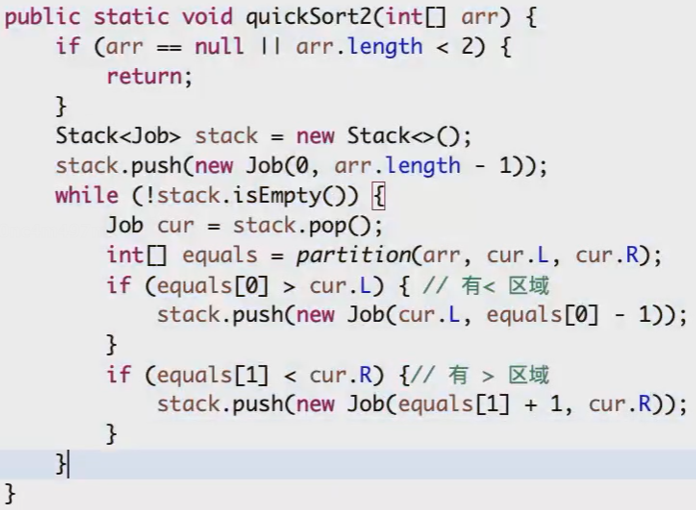 public static void quickSort2(int[] arr) {
if (arr == null || arr.length < 2) {
return;
}
Stack<Job> stack = new Stack<>();
stack.push(new Job(0, arr.length - 1));
while (!stack.isEmpty()) {
Job cur = stack.pop();
int[] equals = partition(arr, cur.L, cur.R);
if (equals[0] > cur.L) { // 有< 区域
stack.push(new Job(cur.L, equals[0] - 1));
}
if (equals[1] < cur.R) {// 有 > 区域
stack.push(new Job(equals[1] + 1, cur.R));
}
}
}